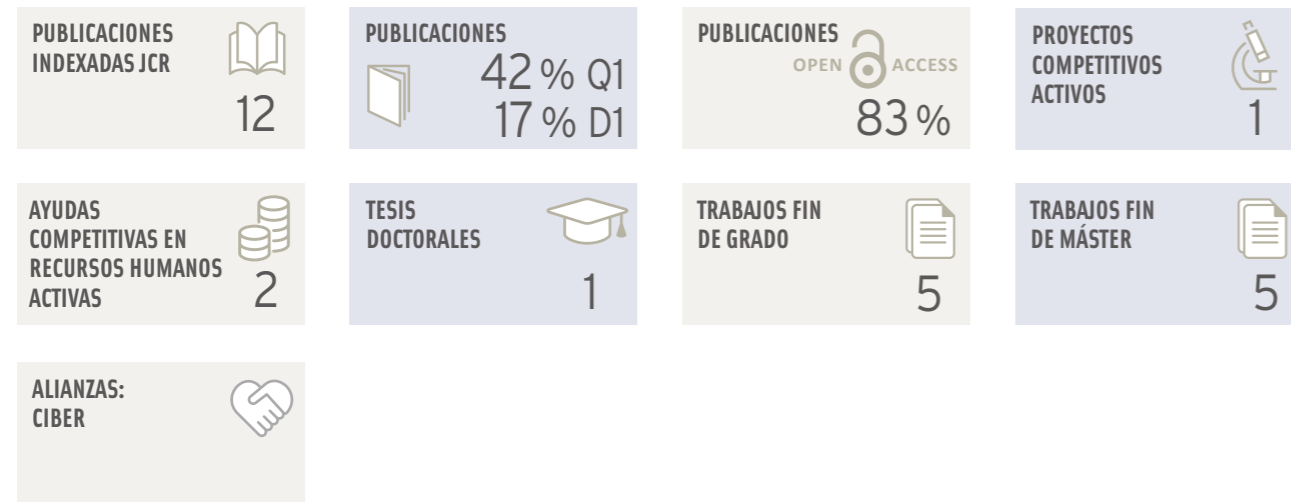 PUBLICACIONES
INDEXADAS JCR
12
PUBLICACIONES
42 % Q1
17 % D1
PUBLICACIONES
OPEN ACCESS
83 %
PROYECTOS
COMPETITIVOS
ACTIVOS
1
AYUDAS
COMPETITIVAS EN
RECURSOS HUMANOS
ACTIVAS
2
TESIS
DOCTORALES
1
TRABAJOS FIN
DE GRADO
5
TRABAJOS FIN
DE MÁSTER
5
ALIANZAS:
CIBER